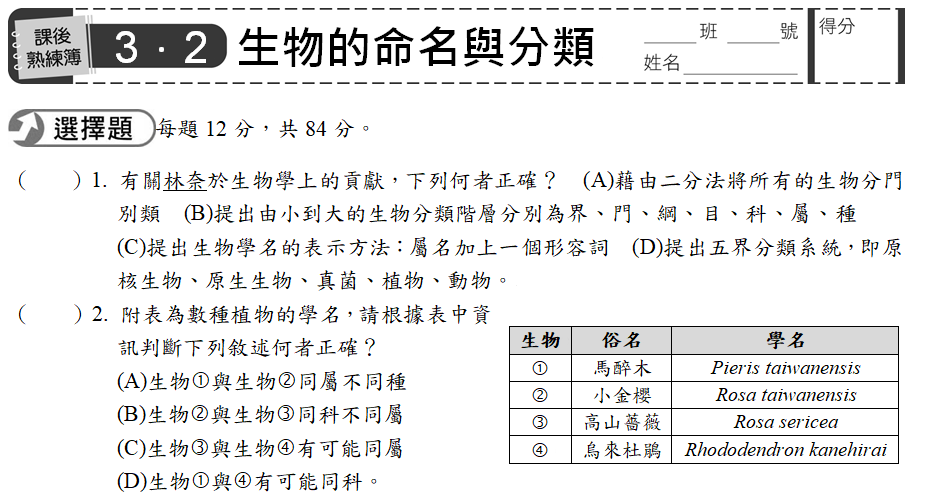 課後熟練簿 3·2 生物的命名與分類 ____班____號 得分
姓名__________
選擇題 每題 12 分，共 84 分。
（　　）1. 有關林奈於生物學上的貢獻，下列何者正確？　(A)藉由二分法將所有的生物分門
別類　(B)提出由小到大的生物分類階層分別為界、門、綱、目、科、屬、種
(C)提出生物學名的表示方法：屬名加上一個形容詞　(D)提出五界分類系統，即原
核生物、原生生物、真菌、植物、動物。
（　　）2. 附表為數種植物的學名，請根據表中資
訊判斷下列敘述何者正確？
(A)生物①與生物②同屬不同種
(B)生物②與生物③同科不同屬
(C)生物③與生物④有可能同屬
(D)生物①與④有可能同科。
生物 俗名 學名
① 馬醉木 Pieris taiwanensis
② 小金櫻 Rosa taiwanensis
③ 高山薔薇 Rosa sericea
④ 烏來杜鵑 Rhododendron kanehirai